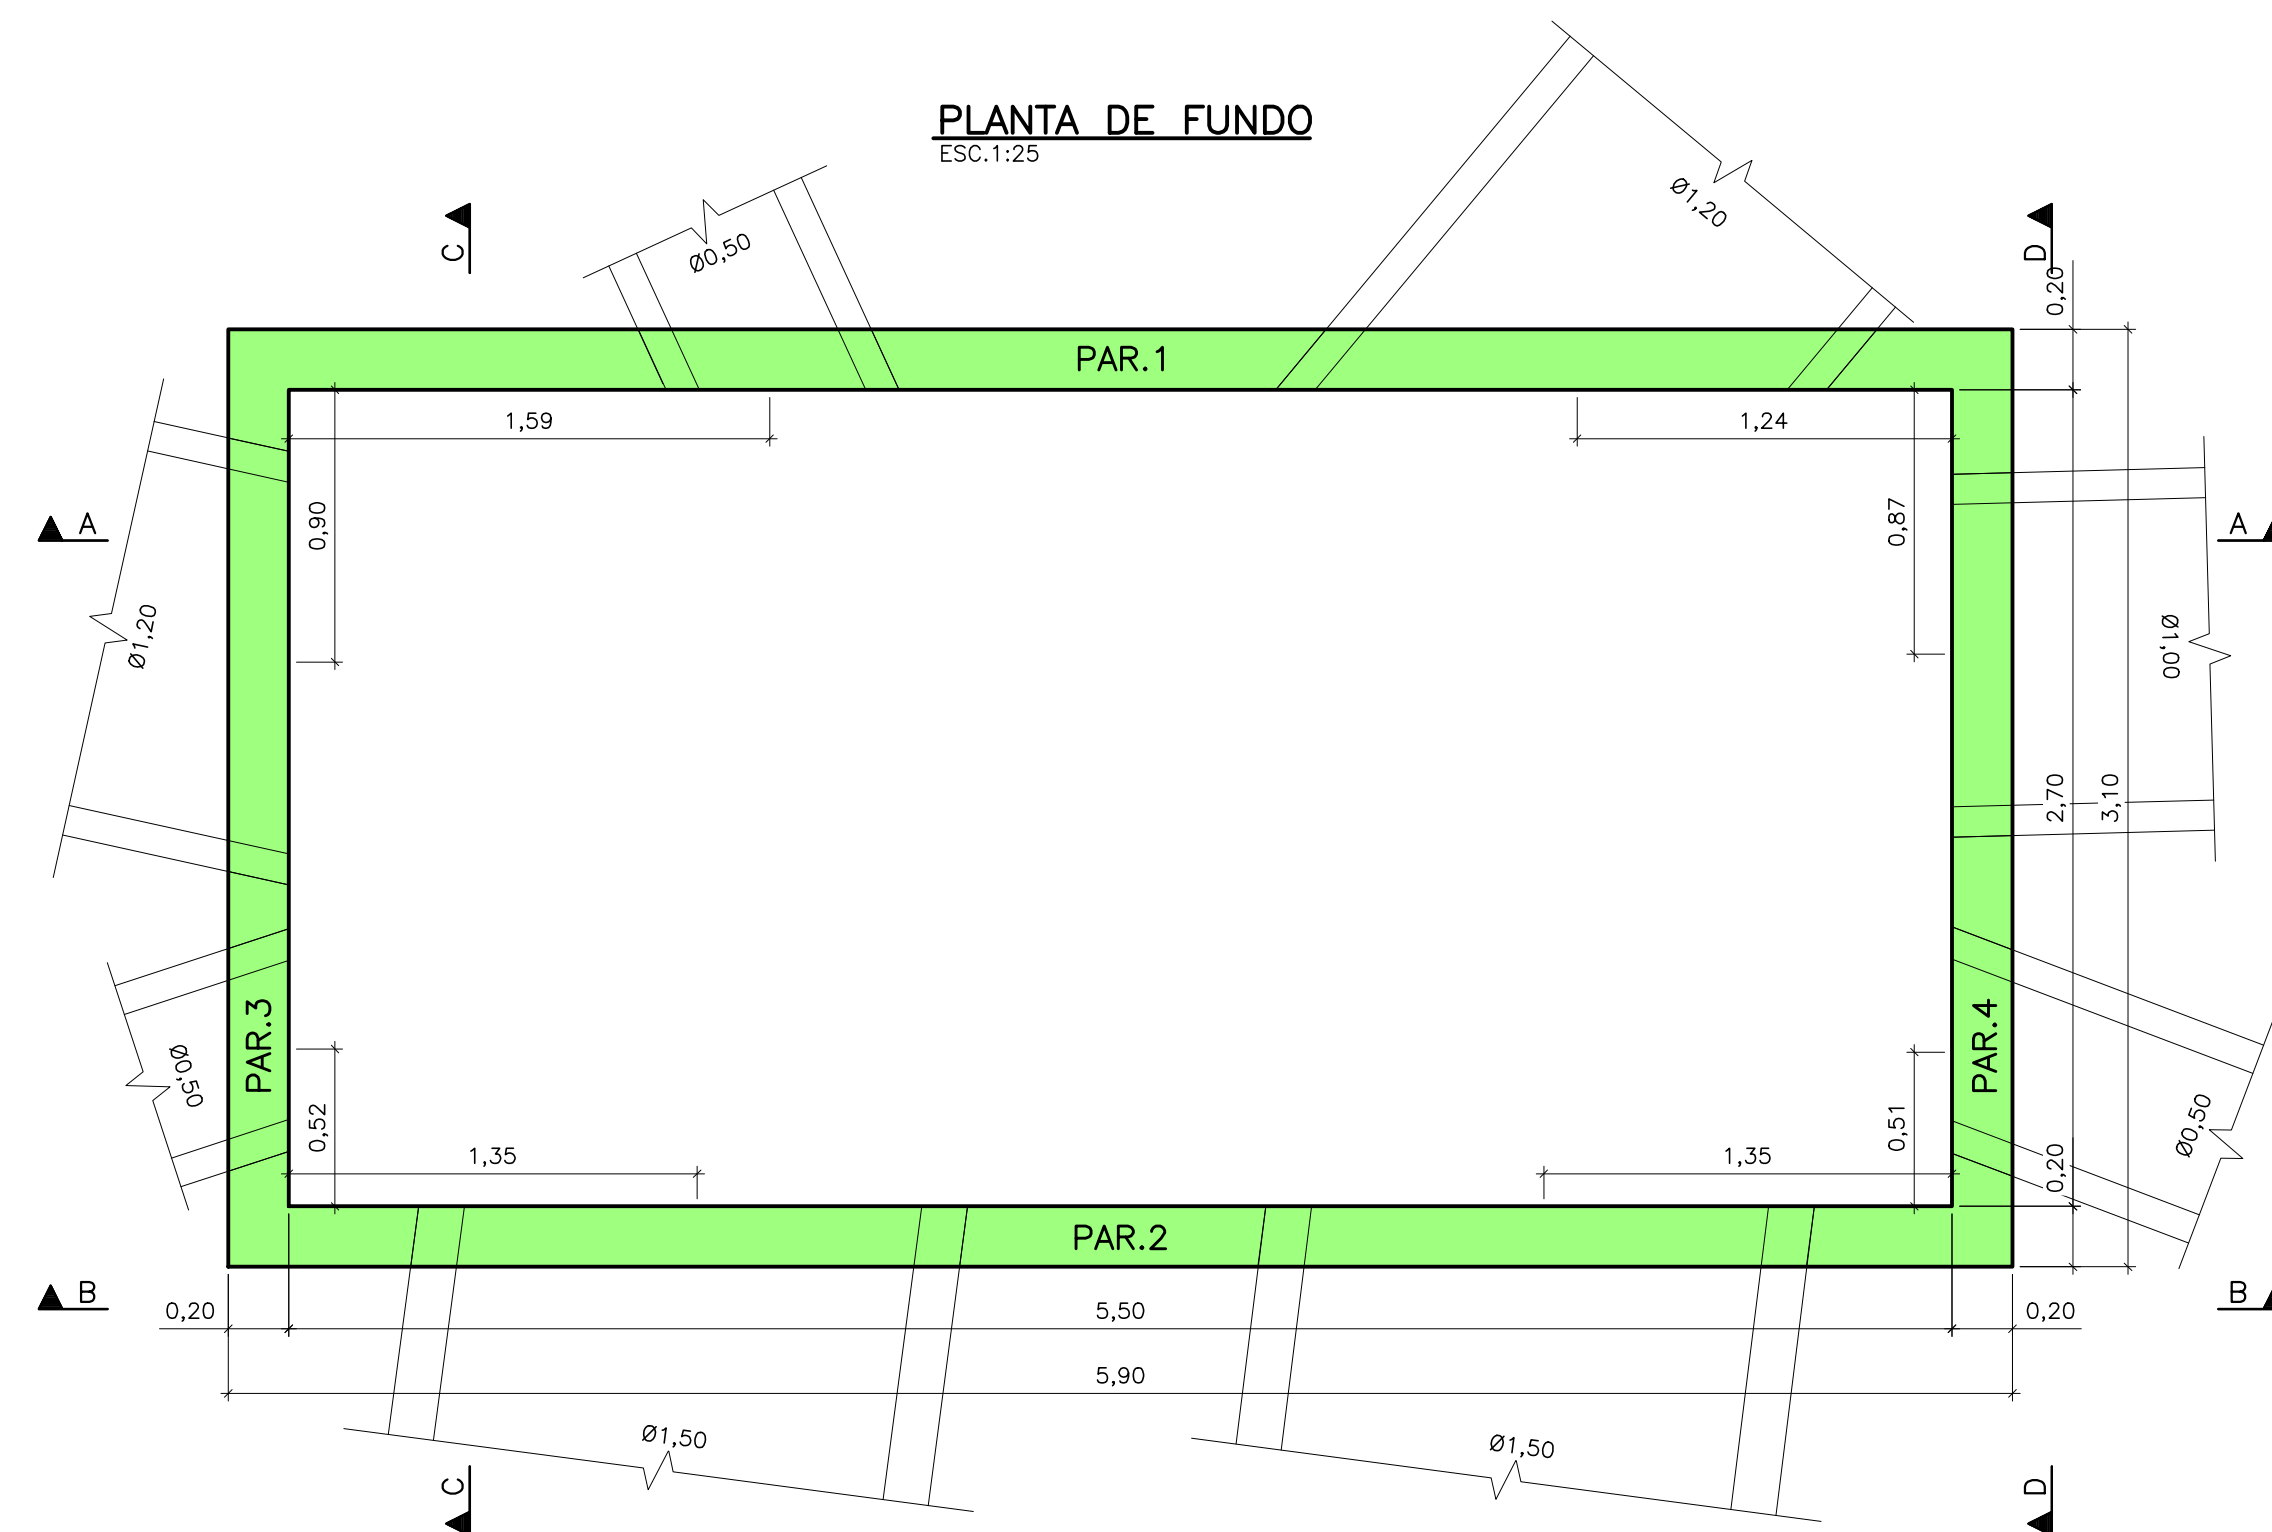 PLANTA DE FUNDO
ESC.1:25
C
Ø0,50
Ø1,20
D
0,20
PAR.1
1,59
1,24
0,90
0,87
A
A
Ø1,20
Ø1,00
2,70
3,10
PAR.3
PAR.4
Ø0,50
Ø0,50
0,52
0,51
1,35
1,35
0,20
PAR.2
B
B
0,20
5,50
0,20
5,90
Ø1,50
Ø1,50
C
D